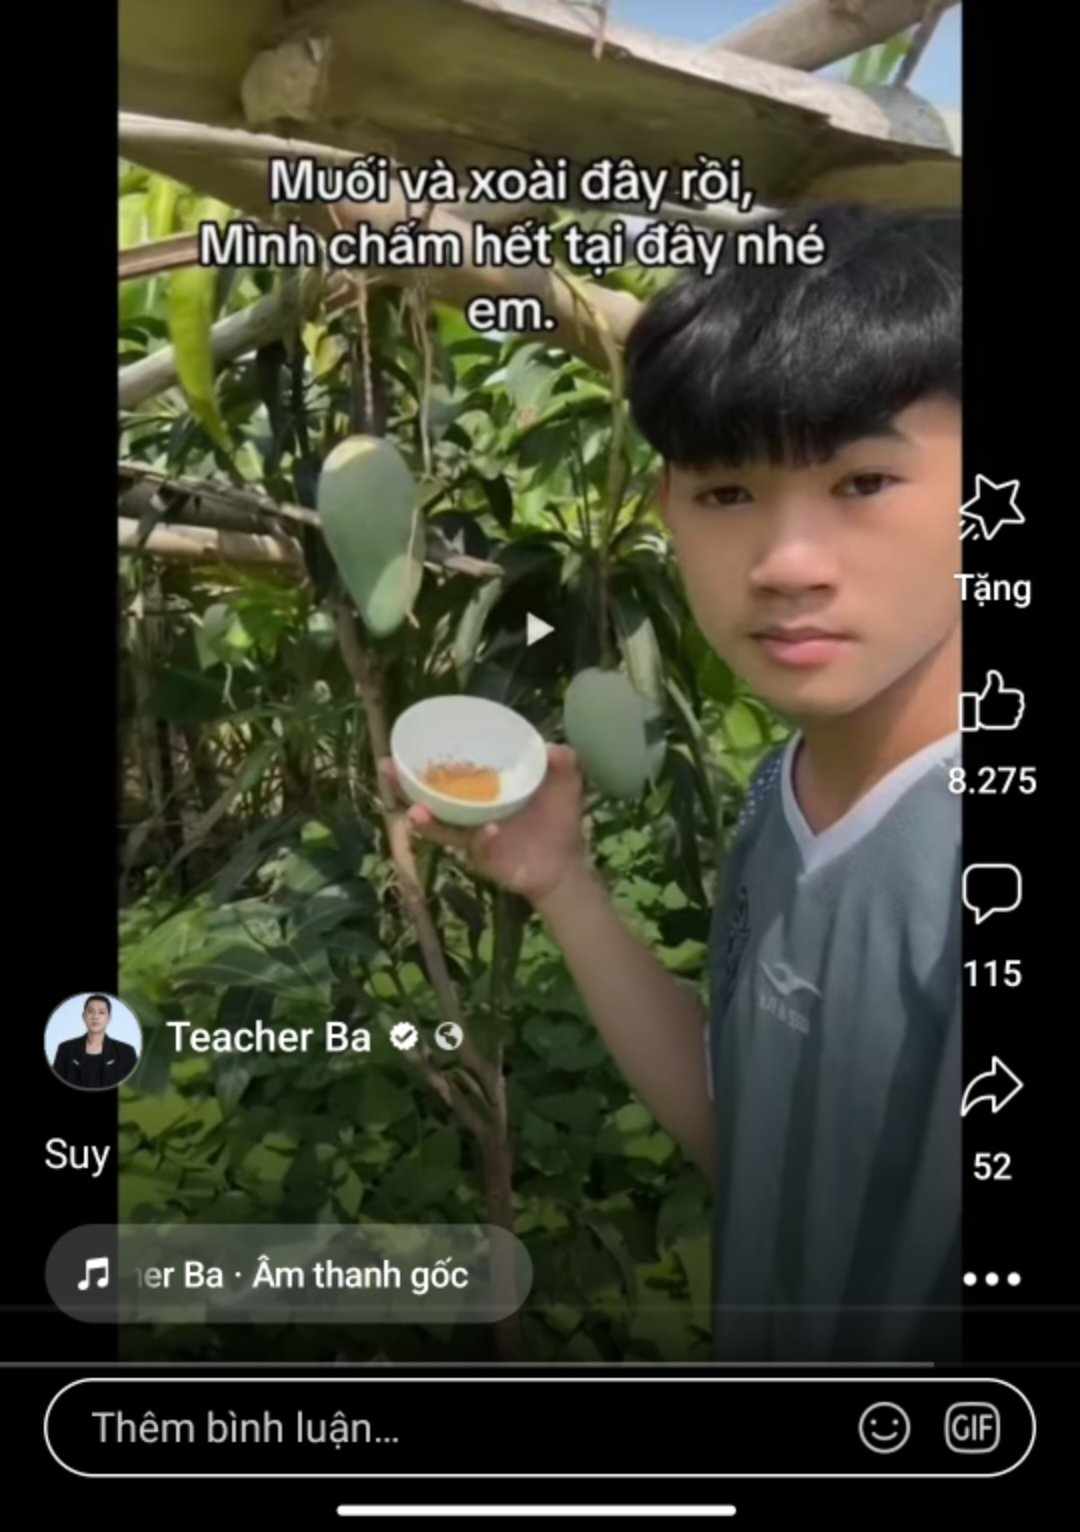 Muối và xoài đây rồi,
Mình chấm hết tại đây nhé
em.
Tặng
8.275
115
52
Teacher Ba
Suy
er Ba · Âm thanh gốc
Thêm bình luận...
GIF